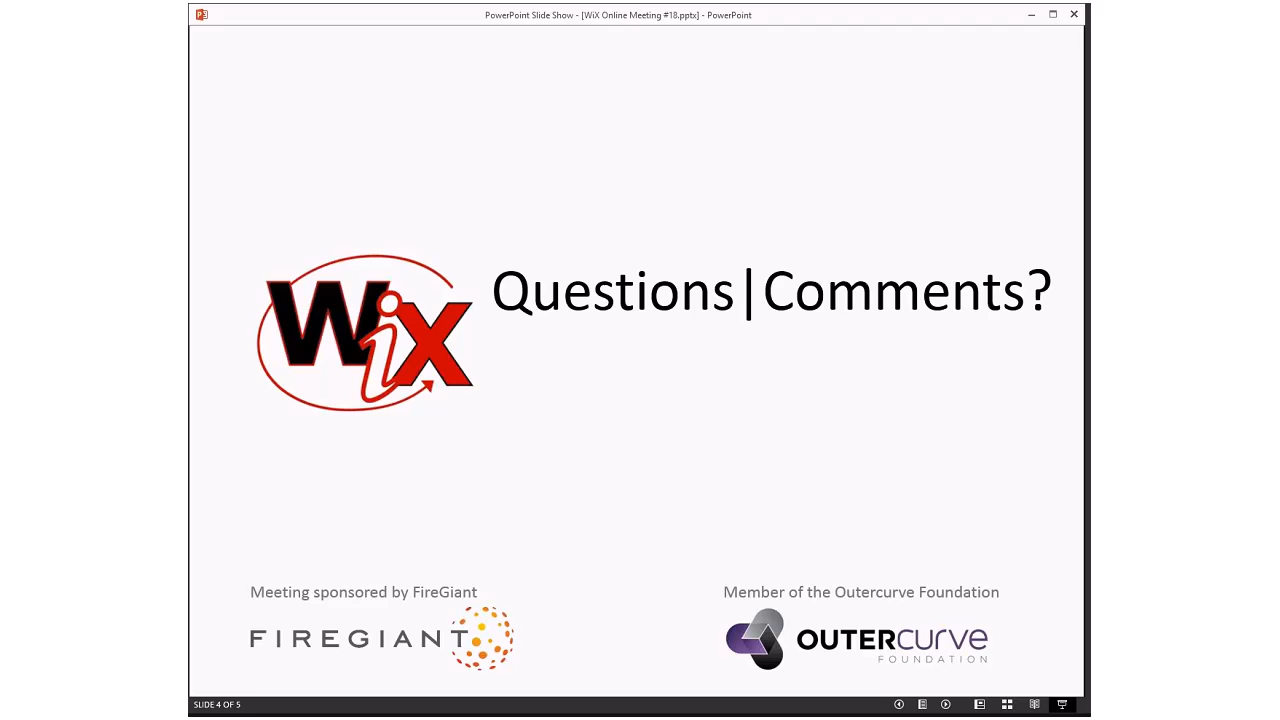 PowerPoint Slide Show - [WiX Online Meeting #18.pptx] - PowerPoint
WiX
Questions|Comments?
Meeting sponsored by FireGiant
Member of the Outercurve Foundation
FIREGIANT
OUTERCURVE
FOUNDATION
SLIDE 4 OF 5